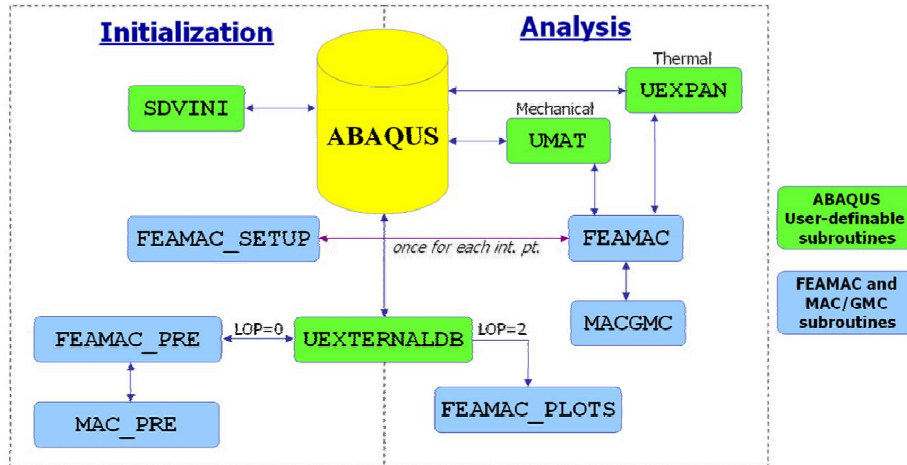 Initialization
Analysis
Thermal
UEXPAN
SDVINI
Mechanical
ABAQUS
UMAT
ABAQUS
User-definable
subroutines
FEAMAC_SETUP
once for each int. pt.
FEAMAC
FEAMAC and
MAC/GMC
subroutines
MACGMC
FEAMAC_PRE
LOP=0
UEXTERNALDB
LOP=2
MAC_PRE
FEAMAC_PLOTS